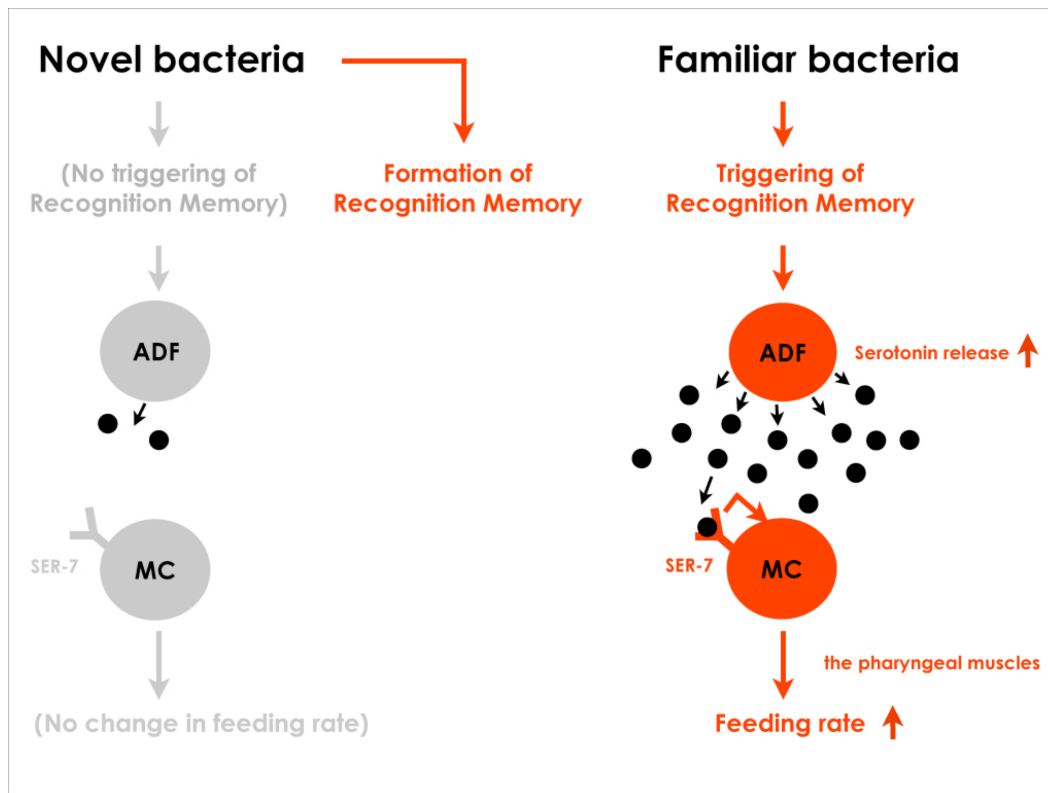 Novel bacteria
(No triggering of
Recognition Memory)
ADF
SER-7
MC
(No change in feeding rate)
Formation of
Recognition Memory
Familiar bacteria
Triggering of
Recognition Memory
ADF
Serotonin release
SER-7
MC
the pharyngeal muscles
Feeding rate